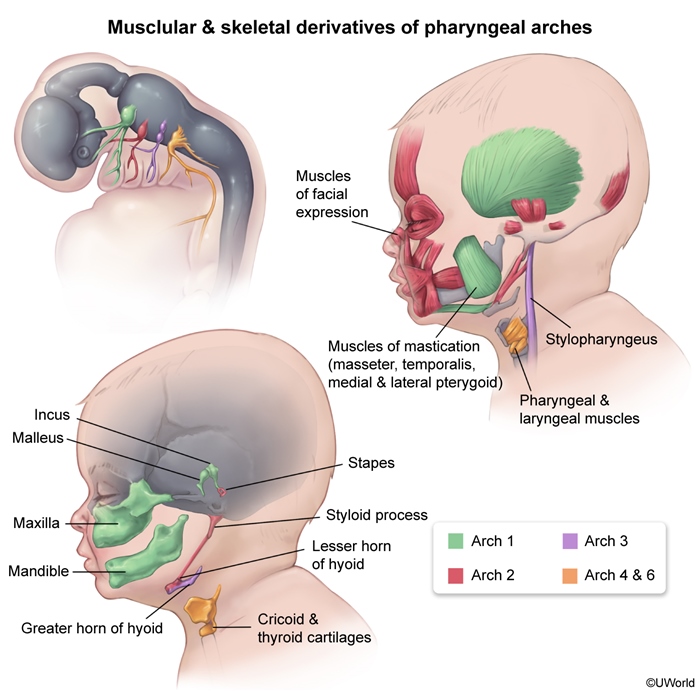 Musclular & skeletal derivatives of pharyngeal arches
Muscles
of facial
expression
Muscles of mastication
(masseter, temporalis,
medial & lateral pterygoid)
Stylopharyngeus
Pharyngeal &
laryngeal muscles
Incus
Malleus
Stapes
Styloid process
Maxilla
Lesser horn
of hyoid
Mandible
Greater horn of hyoid
Cricoid &
thyroid cartilages
Arch 1
Arch 3
Arch 2
Arch 4 & 6
©UWorld